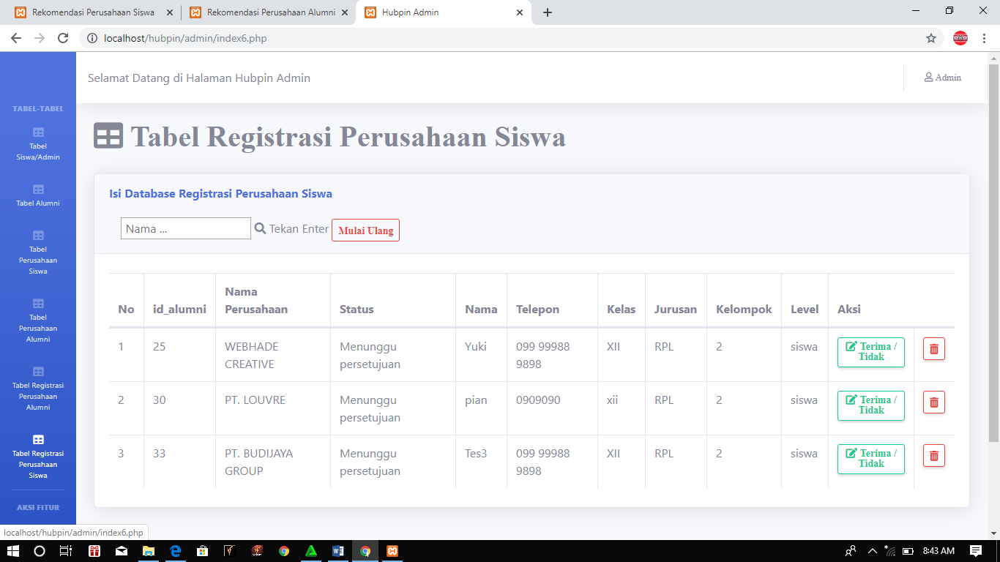 Rekomendasi Perusahaan Siswa
Rekomendasi Perusahaan Alumni
Hubpin Admin
localhost/hubpin/admin/index6.php
Selamat Datang di Halaman Hubpin Admin
Admin
TABEL-TABEL
Tabel
Siswa/Admin
Tabel Alumni
Tabel
Perusahaan
Siswa
Tabel
Perusahaan
Alumni
Tabel Registrasi
Perusahaan
Alumni
Tabel Registrasi
Perusahaan
Siswa
AKSI FITUR
Tabel Registrasi Perusahaan Siswa
Isi Database Registrasi Perusahaan Siswa
Nama ... Tekan Enter Mulai Ulang
No id_alumni Nama Perusahaan Status Nama Telepon Kelas Jurusan Kelompok Level Aksi
1 25 WEBHADE CREATIVE Menunggu persetujuan Yuki 099 99988 9898 XII RPL 2 siswa Terima / Tidak
2 30 PT. LOUVRE Menunggu persetujuan pian 0909090 xii RPL 2 siswa Terima / Tidak
3 33 PT. BUDIJAYA GROUP Menunggu persetujuan Tes3 099 99988 9898 XII RPL 2 siswa Terima / Tidak
localhost/hubpin/admin/index6.php
8:43 AM